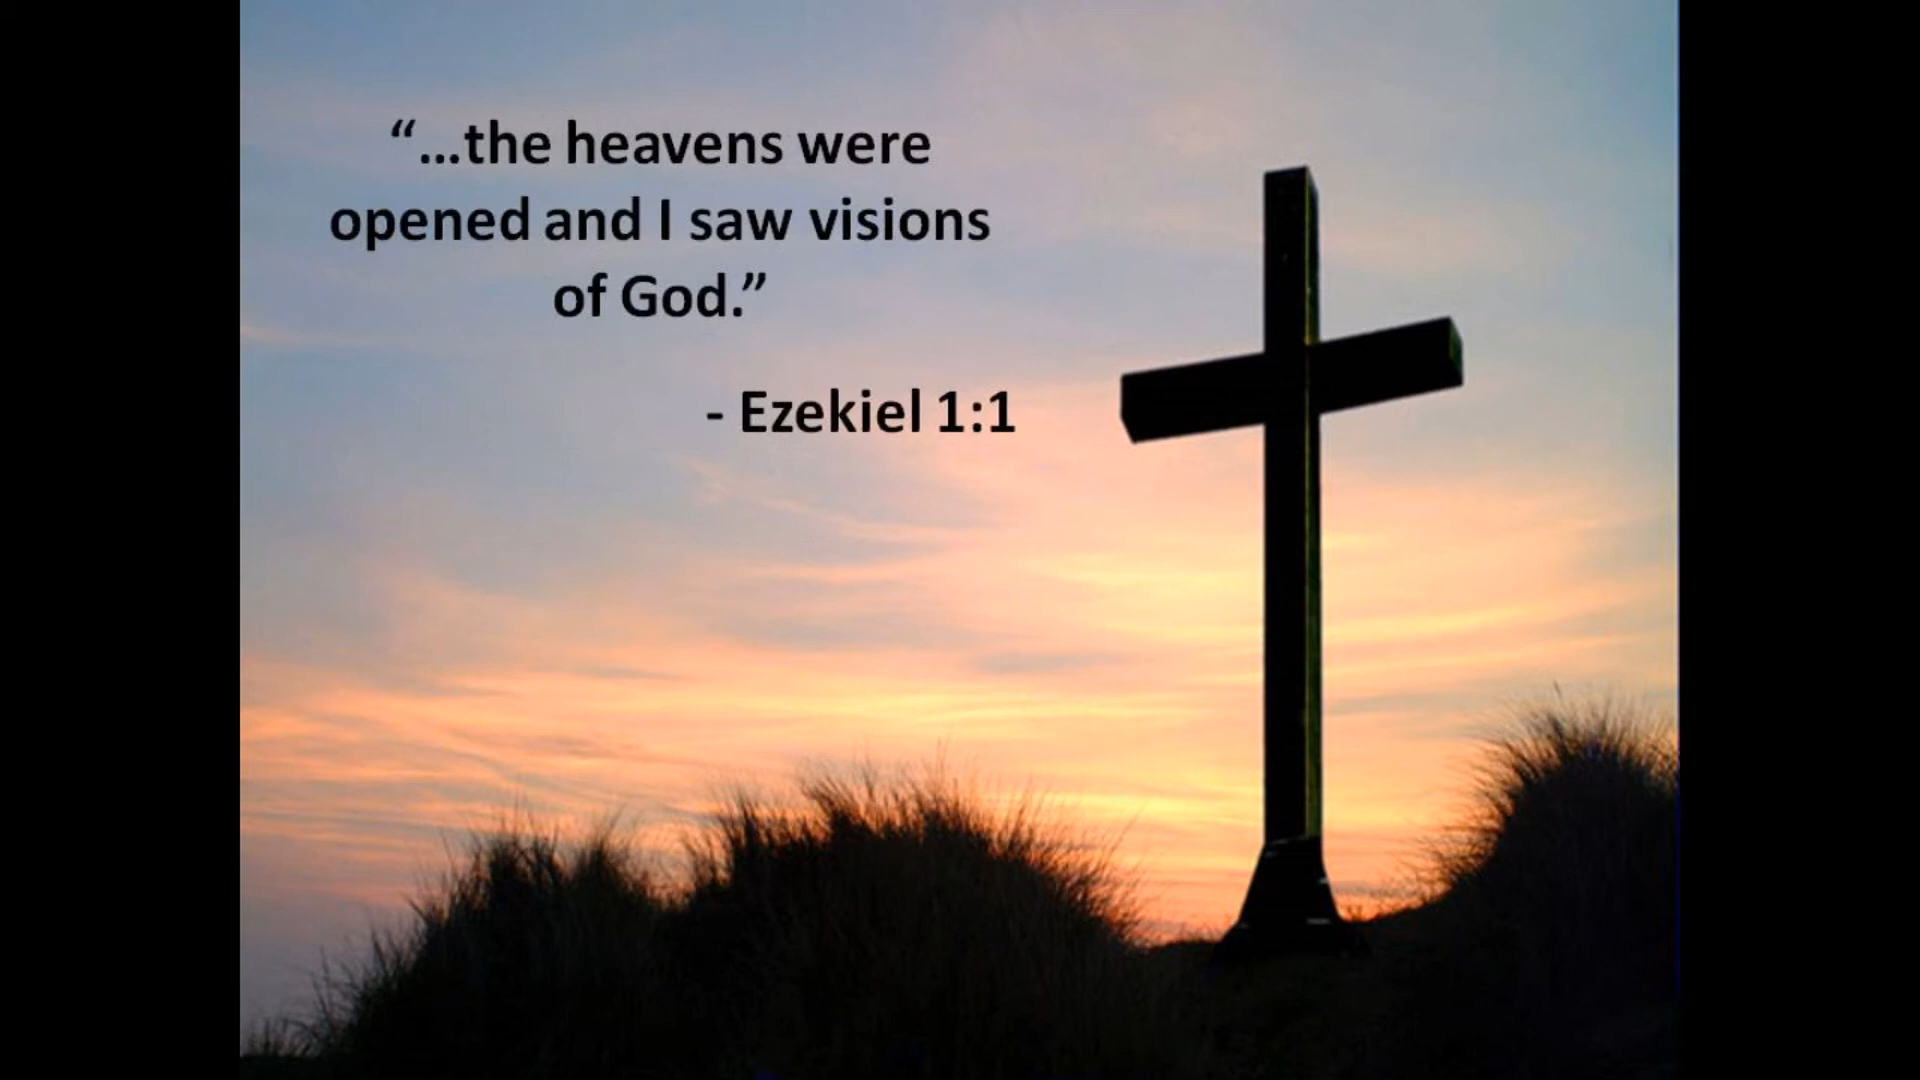 “…the heavens were
opened and I saw visions
of God.”
- Ezekiel 1:1